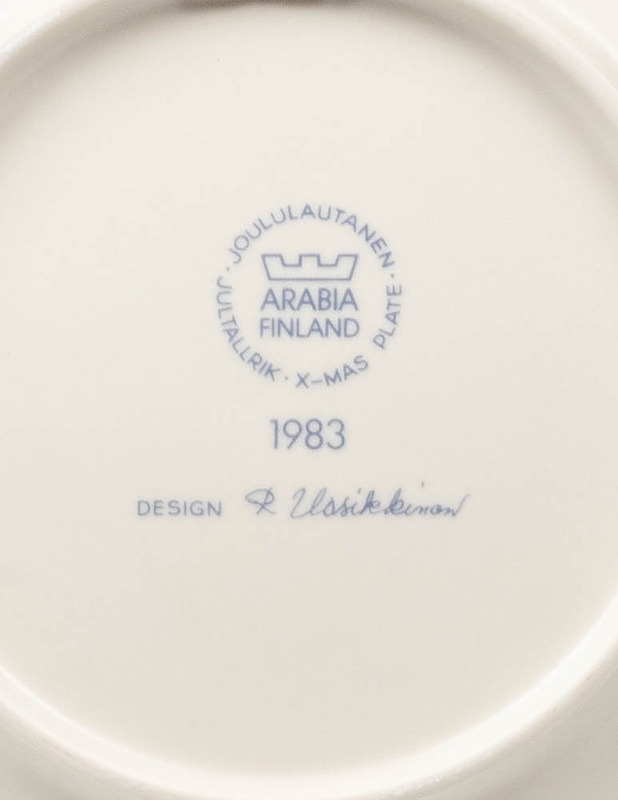 JOULULAUTANEN · X-MAS PLATE · JULTALLRIK ·
ARABIA
FINLAND
1983
DESIGN R Uosikkinen